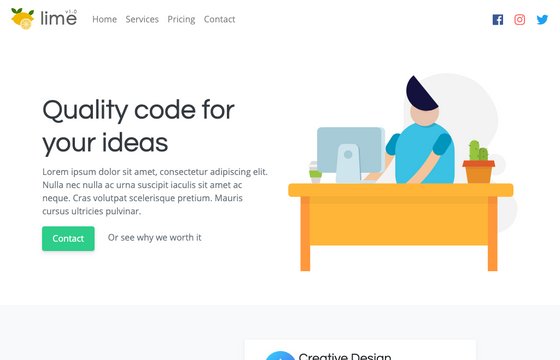 v1.0
lime
Home Services Pricing Contact
Quality code for
your ideas
Lorem ipsum dolor sit amet, consectetur adipiscing elit.
Nulla nec nulla ac urna suscipit iaculis sit amet ac
neque. Cras volutpat scelerisque pretium. Mauris
cursus ultricies pulvinar.
Contact Or see why we worth it
Creative Design